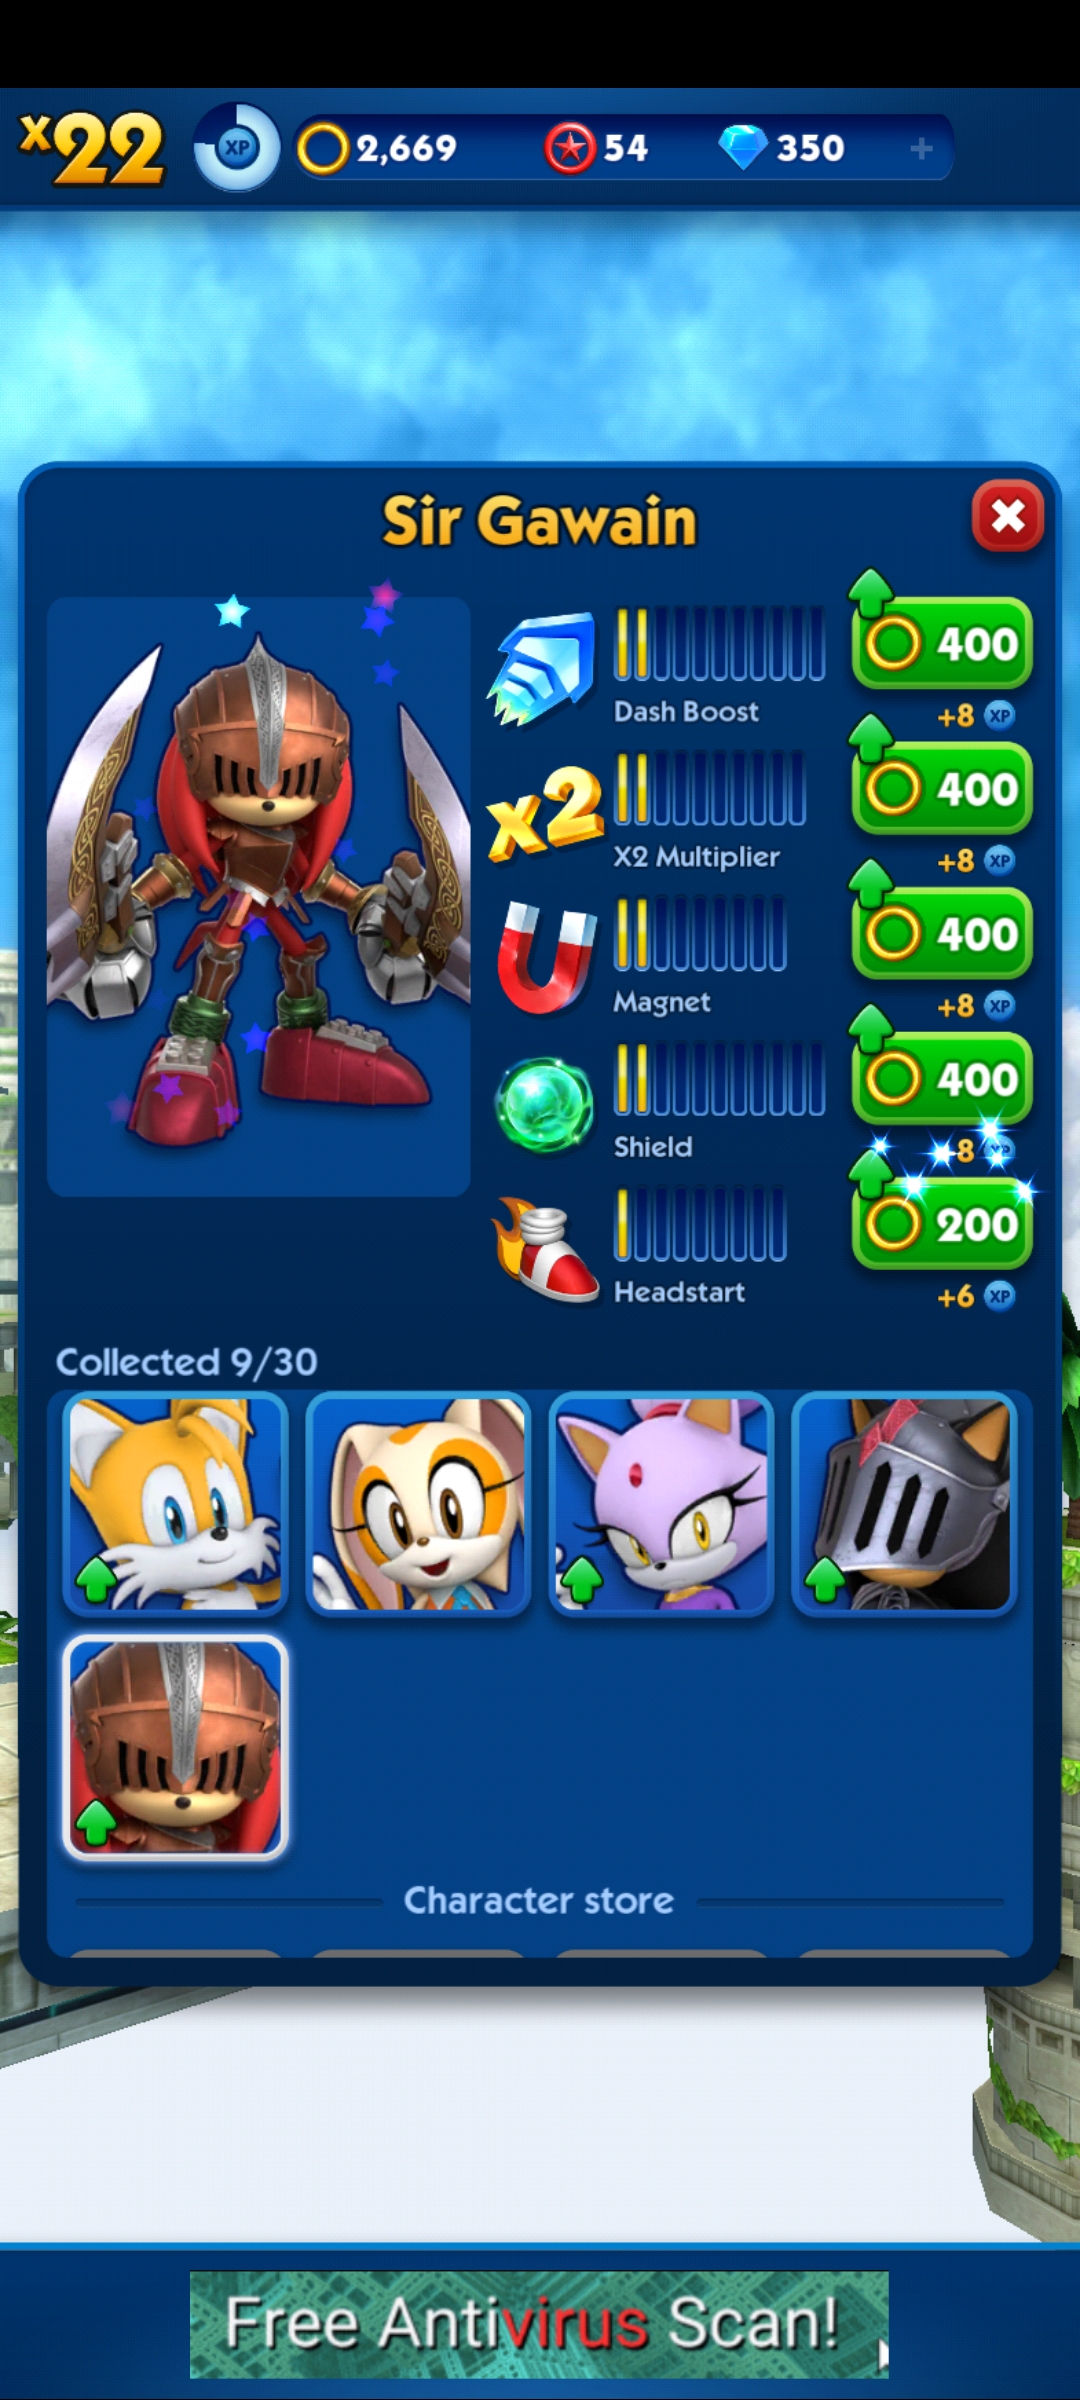 x22
XP
2,669
54
350
+
Sir Gawain
400
Dash Boost
+8 XP
x2
400
X2 Multiplier
+8 XP
400
Magnet
+8 XP
400
Shield
8
200
Headstart
+6 XP
Collected 9/30
Character store
Free Antivirus Scan!